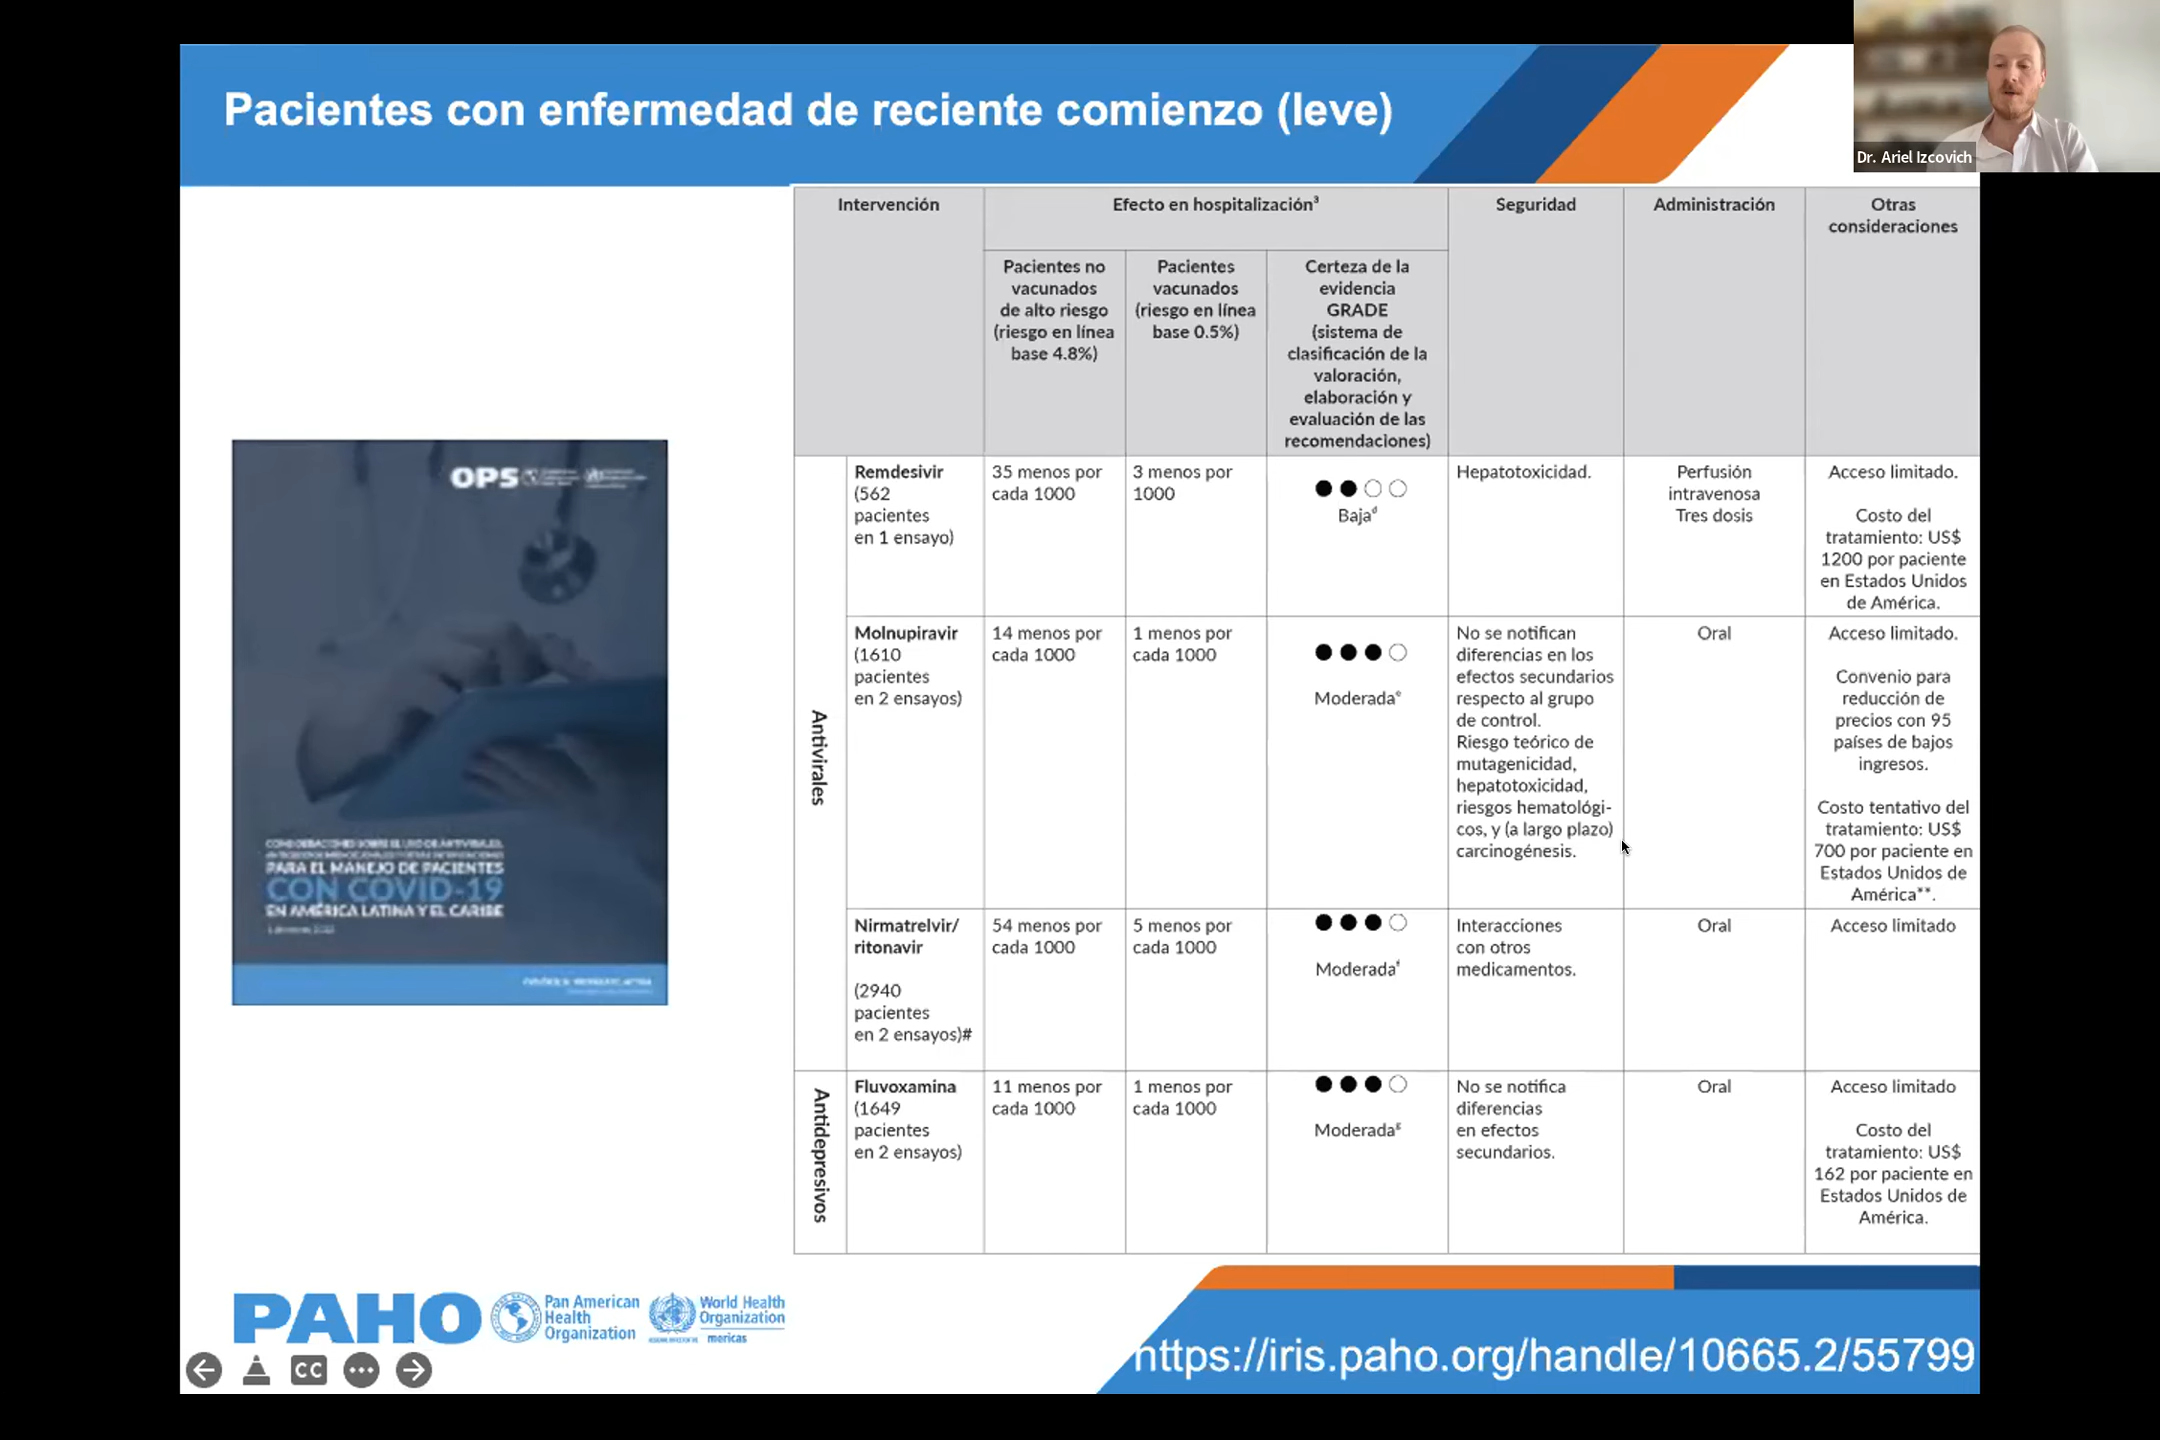 Pacientes con enfermedad de reciente comienzo (leve)
Dr. Ariel Izcovich
Intervención
Efecto en hospitalización³
Seguridad
Administración
Otras
consideraciones
Pacientes no
vacunados
de alto riesgo
(riesgo en línea
base 4.8%)
Pacientes
vacunados
(riesgo en línea
base 0.5%)
Certeza de la
evidencia
GRADE
(sistema de
clasificación de la
valoración,
elaboración y
evaluación de las
recomendaciones)
Antivirales
Remdesivir
(562
pacientes
en 1 ensayo)
35 menos por
cada 1000
3 menos por
1000
Bajaᵈ
Hepatotoxicidad.
Perfusión
intravenosa
Tres dosis
Acceso limitado.
Costo del
tratamiento: US$
1200 por paciente
en Estados Unidos
de América.
Molnupiravir
(1610
pacientes
en 2 ensayos)
14 menos por
cada 1000
1 menos por
cada 1000
Moderadaᵉ
No se notifican
diferencias en los
efectos secundarios
respecto al grupo
de control.
Riesgo teórico de
mutagenicidad,
hepatotoxicidad,
riesgos hematológi-
cos, y (a largo plazo)
carcinogénesis.
Oral
Acceso limitado.
Convenio para
reducción de
precios con 95
países de bajos
ingresos.
Costo tentativo del
tratamiento: US$
700 por paciente en
Estados Unidos de
América**.
Nirmatrelvir/
ritonavir
(2940
pacientes
en 2 ensayos)#
54 menos por
cada 1000
5 menos por
cada 1000
Moderadaᶠ
Interacciones
con otros
medicamentos.
Oral
Acceso limitado
Antidepresivos
Fluvoxamina
(1649
pacientes
en 2 ensayos)
11 menos por
cada 1000
1 menos por
cada 1000
Moderadaᵍ
No se notifica
diferencias
en efectos
secundarios.
Oral
Acceso limitado
Costo del
tratamiento: US$
162 por paciente en
Estados Unidos de
América.
OPS
CONSIDERACIONES SOBRE EL USO DE ANTIVIRALES,
PARA EL MANEJO DE PACIENTES
CON COVID-19
EN AMÉRICA LATINA Y EL CARIBE
PAHO
Pan American
Health
Organization
World Health
Organization
mericas
CC
https://iris.paho.org/handle/10665.2/55799